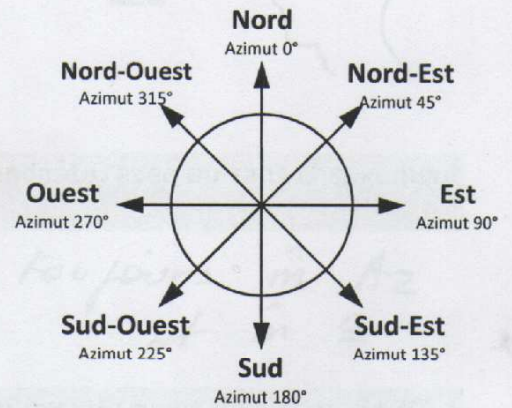 Nord
Azimut 0°
Nord-Ouest
Azimut 315°
Nord-Est
Azimut 45°
Ouest
Azimut 270°
Est
Azimut 90°
Sud-Ouest
Azimut 225°
Sud-Est
Azimut 135°
Sud
Azimut 180°